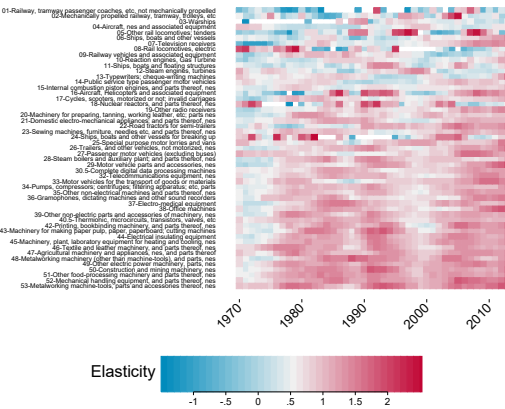 01-Railway, tramway passenger coaches, etc, not mechanically propelled
02-Mechanically propelled railway, tramway, trolleys, etc
03-Warships
04-Aircraft, nes and associated equipment
05-Other rail locomotives; tenders
06-Ships, boats and other vessels
07-Television receivers
08-Rail locomotives, electric
09-Railway vehicles and associated equipment
10-Reaction engines, Gas Turbine
11-Ships, boats and floating structures
12-Steam engines, turbines
13-Typewriters; cheque-writing machines
14-Public service type passenger motor vehicles
15-Internal combustion piston engines, and parts thereof, nes
16-Aircraft, Helicopters and associated equipment
17-Cycles, scooters, motorized or not; invalid carriages
18-Nuclear reactors, and parts thereof, nes
19-Other radio receivers
20-Machinery for preparing, tanning, working leather, etc; parts nes
21-Domestic electro-mechanical appliances; and parts thereof, nes
22-Road tractors for semi-trailers
23-Sewing machines, furniture, needles etc, and parts thereof, nes
24-Ships, boats and other vessels for breaking up
25-Special purpose motor lorries and vans
26-Trailers, and other vehicles, not motorized, nes
27-Passenger motor vehicles (excluding buses)
28-Steam boilers and auxiliary plant; and parts thereof, nes
29-Motor vehicle parts and accessories, nes
30.5-Complete digital data processing machines
32-Telecommunications equipment, nes
33-Motor vehicles for the transport of goods or materials
34-Pumps, compressors; centrifuges; filtering apparatus; etc, parts
35-Other non-electrical machines and parts thereof, nes
36-Gramophones, dictating machines and other sound recorders
37-Electro-medical equipment
38-Office machines
39-Other non-electric parts and accessories of machinery, nes
40.5-Thermionic, microcircuits, transistors, valves, etc
42-Printing, bookbinding machinery, and parts thereof, nes
43-Machinery for making paper pulp, paper, paperboard; cutting machines
44-Electrical insulating equipment
45-Machinery, plant, laboratory equipment for heating and cooling, nes
46-Textile and leather machinery, and parts thereof, nes
47-Agricultural machinery and appliances, nes, and parts thereof
48-Metalworking machinery (other than machine-tools), and parts, nes
49-Other electric power machinery, parts, nes
50-Construction and mining machinery, nes
51-Other food-processing machinery and parts thereof, nes
52-Mechanical handling equipment, and parts thereof, nes
53-Metalworking machine-tools, parts and accessories thereof, nes
1970 1980 1990 2000 2010
Elasticity
-1 -.5 0 .5 1 1.5 2